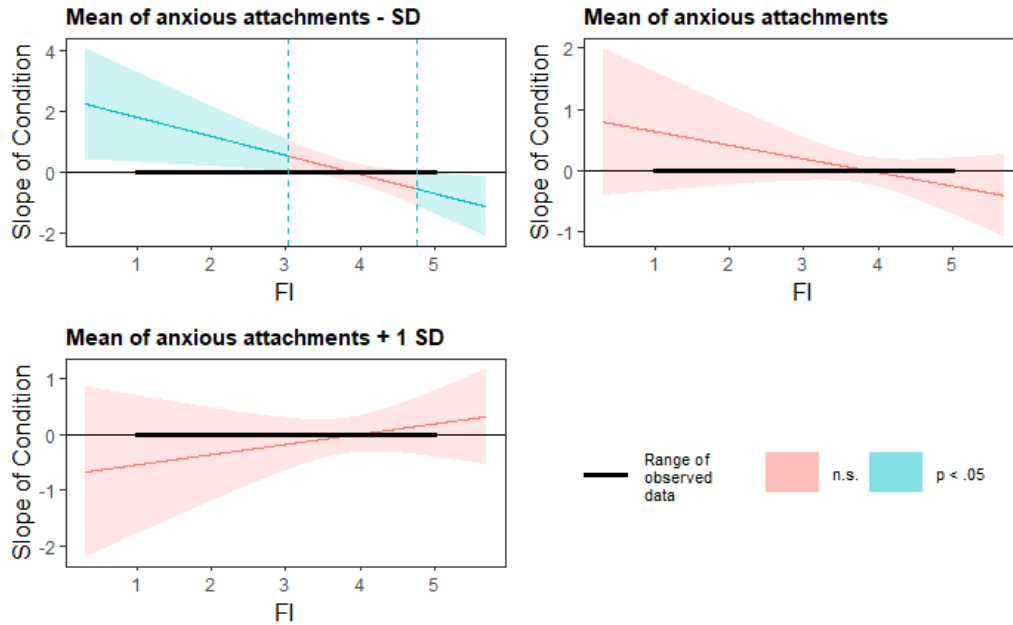 Mean of anxious attachments - SD
Slope of Condition
4
2
0
-2
1
2
3
4
5
FI
Mean of anxious attachments
Slope of Condition
2
1
0
-1
1
2
3
4
5
FI
Mean of anxious attachments + 1 SD
Slope of Condition
1
0
-1
-2
1
2
3
4
5
FI
Range of
observed
data
n.s.
p < .05